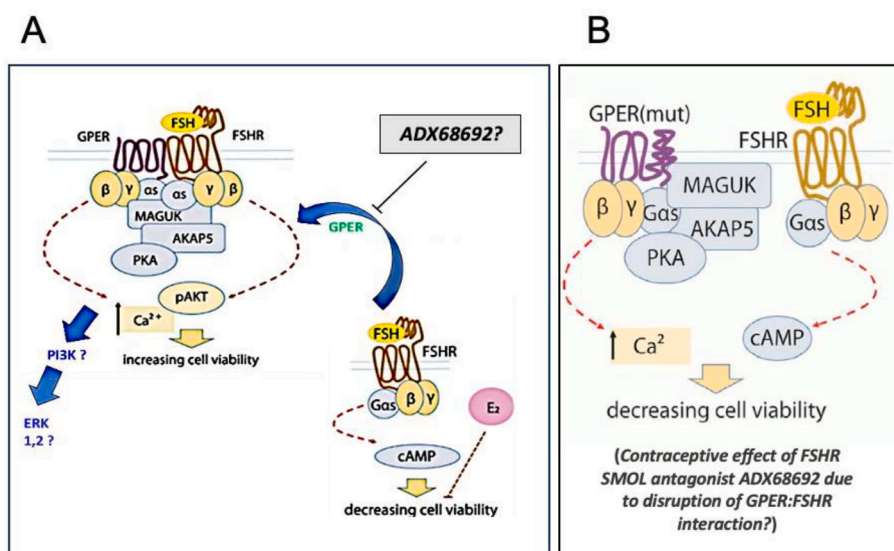 A
FSH
GPER
FSHR
β
γ
αs
αs
γ
β
MAGUK
AKAP5
PKA
pAKT
Ca²⁺
increasing cell viability
PI3K ?
ERK
1,2 ?
ADX68692?
GPER
FSH
FSHR
Gαs
β
γ
E₂
cAMP
decreasing cell viability
B
GPER(mut)
FSH
FSHR
MAGUK
β
γ
Gαs
AKAP5
PKA
Gαs
β
γ
Ca²
cAMP
decreasing cell viability
(Contraceptive effect of FSHR
SMOL antagonist ADX68692 due
to disruption of GPER:FSHR
interaction?)